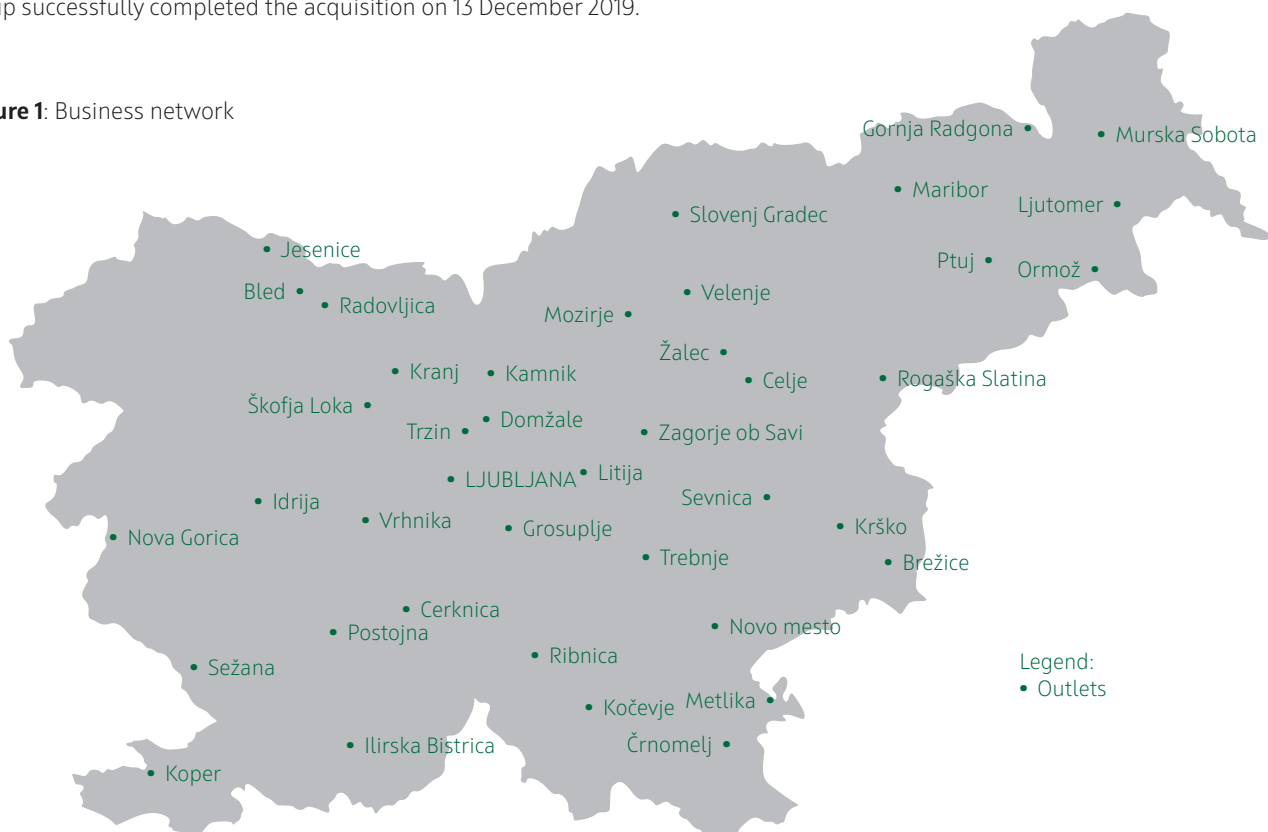 up successfully completed the acquisition on 13 December 2019.
ure 1: Business network
Gornja Radgona
Murska Sobota
Maribor
Ljutomer
Slovenj Gradec
Jesenice
Ptuj
Ormož
Bled
Radovljica
Velenje
Mozirje
Žalec
Kranj
Kamnik
Celje
Rogaška Slatina
Škofja Loka
Domžale
Trzin
Zagorje ob Savi
LJUBLJANA
Litija
Sevnica
Idrija
Vrhnika
Grosuplje
Krško
Nova Gorica
Trebnje
Brežice
Cerknica
Postojna
Novo mesto
Ribnica
Sežana
Legend:
Outlets
Kočevje
Metlika
Črnomelj
Ilirska Bistrica
Koper